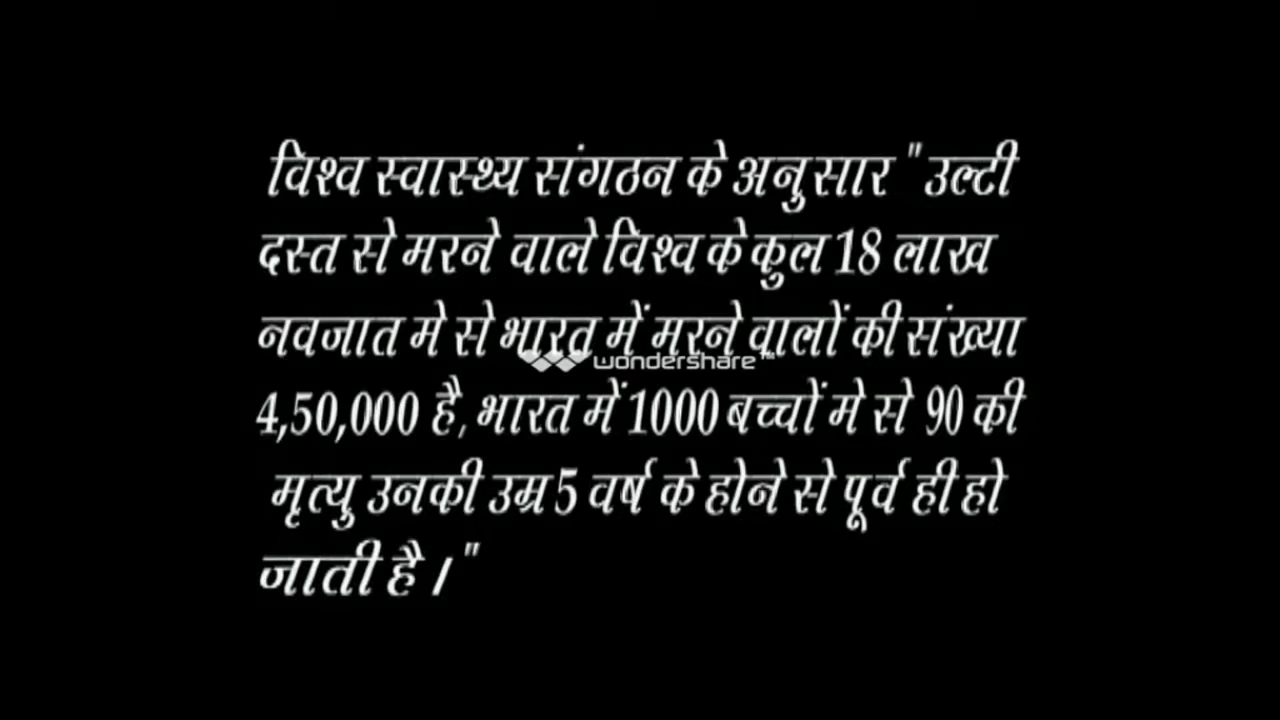 विश्व स्वास्थ्य संगठन के अनुसार " उल्टी
दस्त से मरने वाले विश्व के कुल 18 लाख
नवजात मे से भारत में मरने वालों की संख्या
wondershare™
4,50,000 है, भारत में 1000 बच्चों मे से 90 की
मृत्यु उनकी उम्र 5 वर्ष के होने से पूर्व ही हो
जाती है । "